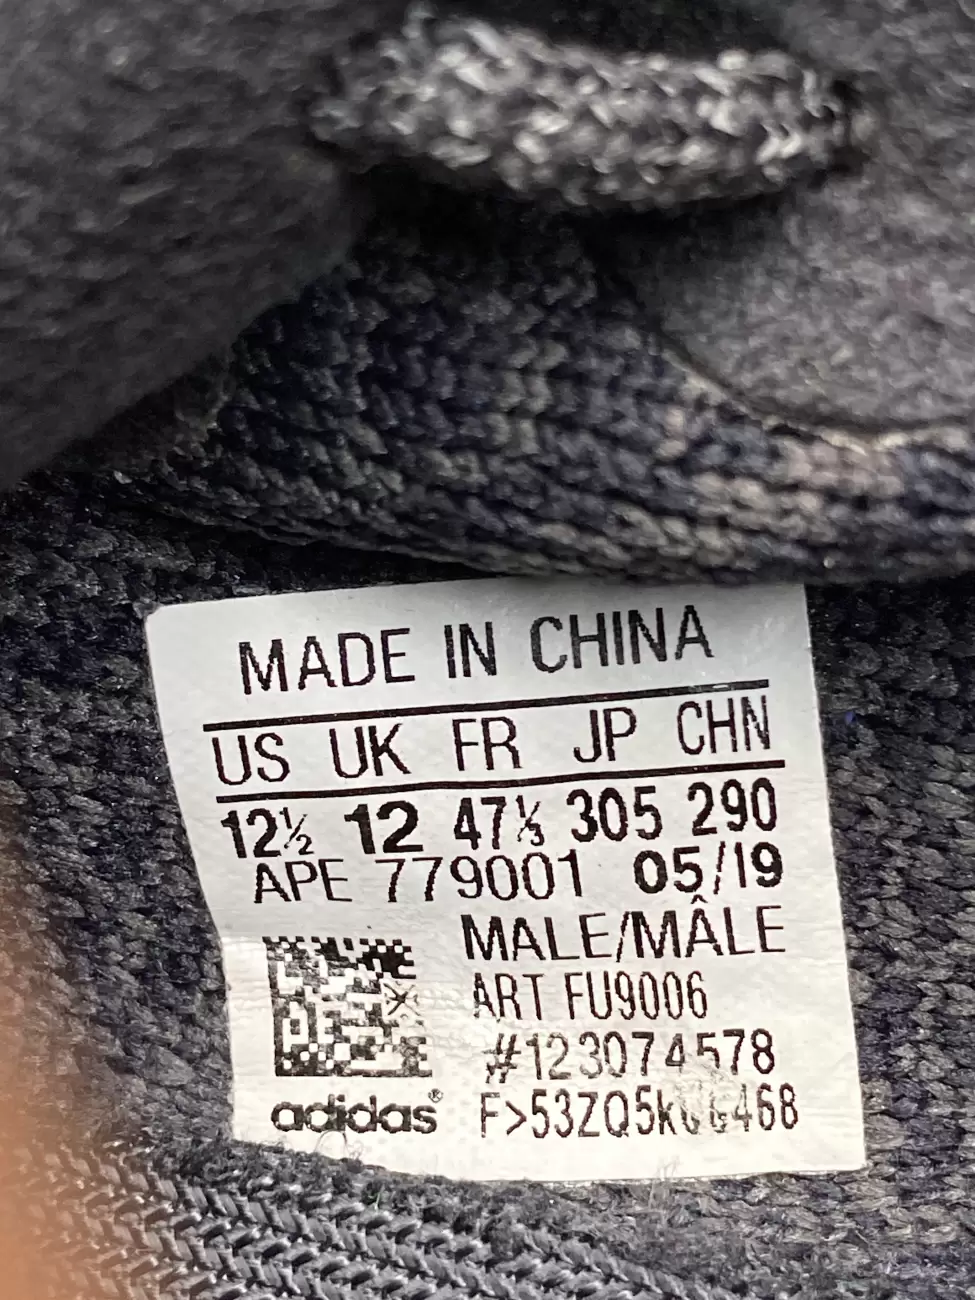 MADE IN CHINA
US UK FR JP CHN
12½ 12 47⅓ 305 290
APE 779001 05/19
MALE/MÂLE
ART FU9006
#123074578
adidas®